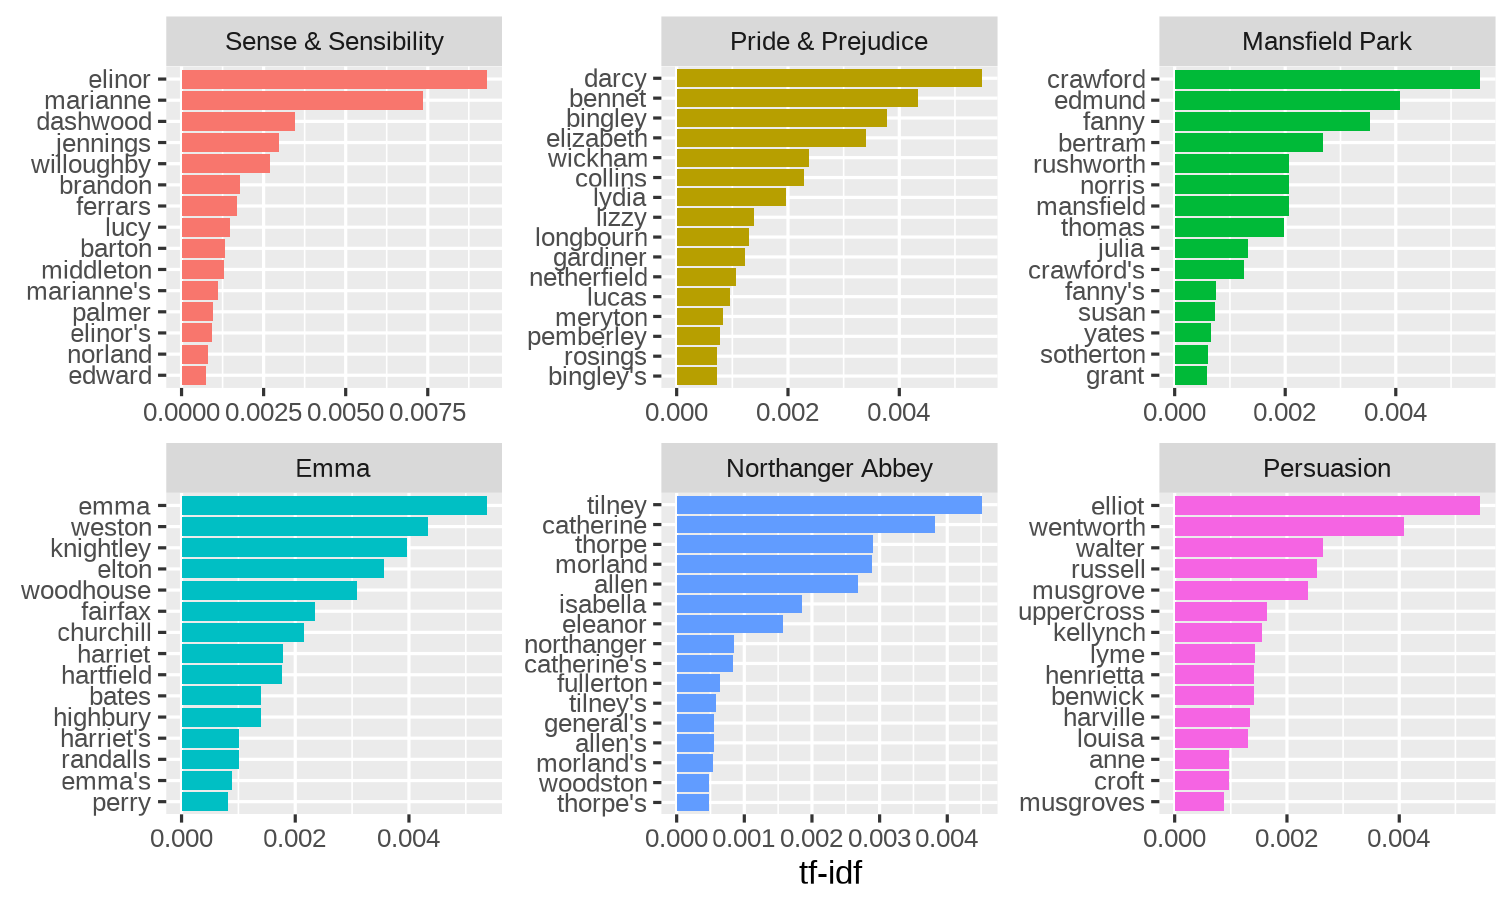 Sense & Sensibility
elinor
marianne
dashwood
jennings
willoughby
brandon
ferrars
lucy
barton
middleton
marianne's
palmer
elinor's
norland
edward
0.0000 0.0025 0.0050 0.0075
Pride & Prejudice
darcy
bennet
bingley
elizabeth
wickham
collins
lydia
lizzy
longbourn
gardiner
netherfield
lucas
meryton
pemberley
rosings
bingley's
0.000 0.002 0.004
Mansfield Park
crawford
edmund
fanny
bertram
rushworth
norris
mansfield
thomas
julia
crawford's
fanny's
susan
yates
sotherton
grant
0.000 0.002 0.004
Emma
emma
weston
knightley
elton
woodhouse
fairfax
churchill
harriet
hartfield
bates
highbury
harriet's
randalls
emma's
perry
0.000 0.002 0.004
Northanger Abbey
tilney
catherine
thorpe
morland
allen
isabella
eleanor
northanger
catherine's
fullerton
tilney's
general's
allen's
morland's
woodston
thorpe's
0.000 0.001 0.002 0.003 0.004
Persuasion
elliot
wentworth
walter
russell
musgrove
uppercross
kellynch
lyme
henrietta
benwick
harville
louisa
anne
croft
musgroves
0.000 0.002 0.004
tf-idf